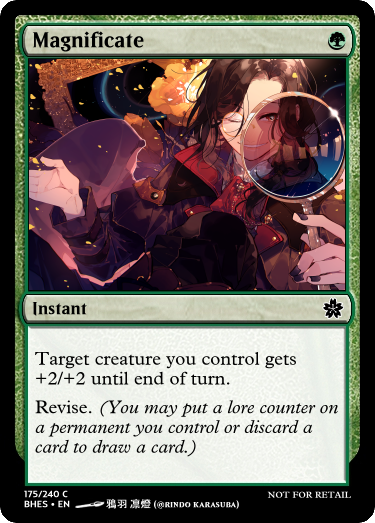 Magnificate
Instant
Target creature you control gets
+2/+2 until end of turn.
Revise. (You may put a lore counter on
a permanent you control or discard a
card to draw a card.)
175/240 C
BHES • EN 鴉羽 凛燈 (@RINDO KARASUBA)
NOT FOR RETAIL